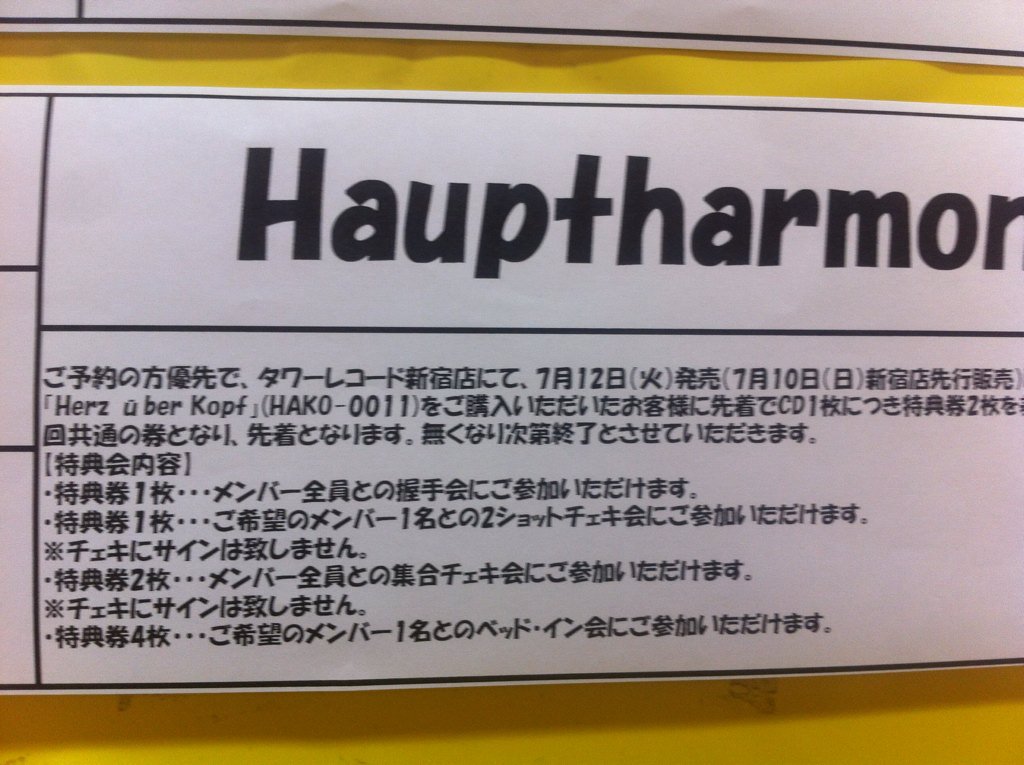 Hauptharmon
ご予約の方優先で、タワーレコード新宿店にて、7月12日(火)発売(7月10日(日)新宿店先行販売)
「Herz über Kopf」(HAKO-0011)をご購入いただいたお客様に先着でCD1枚につき特典券2枚を
回共通の券となり、先着となります。無くなり次第終了とさせていただきます。
【特典会内容】
・特典券1枚･･･メンバー全員との握手会にご参加いただけます。
・特典券1枚･･･ご希望のメンバー1名との2ショットチェキ会にご参加いただけます。
※チェキにサインは致しません。
・特典券2枚･･･メンバー全員との集合チェキ会にご参加いただけます。
※チェキにサインは致しません。
・特典券4枚･･･ご希望のメンバー1名とのベッド・イン会にご参加いただけます。